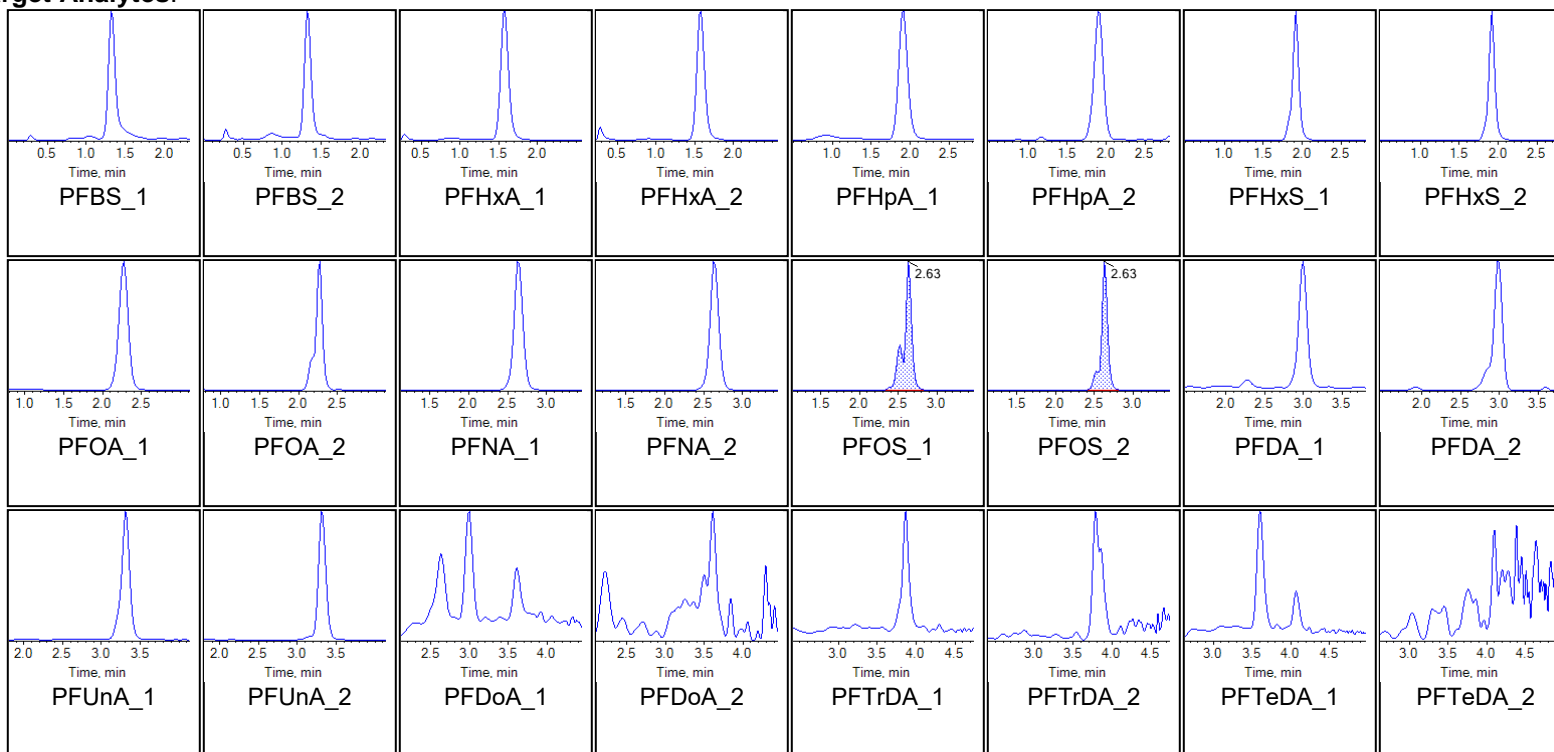 rget Analytes:
0.5 1.0 1.5 2.0 0.5 1.0 1.5 2.0 0.5 1.0 1.5 2.0 0.5 1.0 1.5 2.0 1.0 1.5 2.0 2.5 1.0 1.5 2.0 2.5 1.0 1.5 2.0 2.5 1.0 1.5 2.0 2.5
Time, min Time, min Time, min Time, min Time, min Time, min Time, min Time, min
PFBS_1 PFBS_2 PFHxA_1 PFHxA_2 PFHpA_1 PFHpA_2 PFHxS_1 PFHxS_2
2.63 2.63
1.0 1.5 2.0 2.5 1.0 1.5 2.0 2.5 1.5 2.0 2.5 3.0 1.5 2.0 2.5 3.0 1.5 2.0 2.5 3.0 1.5 2.0 2.5 3.0 2.0 2.5 3.0 3.5 2.0 2.5 3.0 3.5
Time, min Time, min Time, min Time, min Time, min Time, min Time, min Time, min
PFOA_1 PFOA_2 PFNA_1 PFNA_2 PFOS_1 PFOS_2 PFDA_1 PFDA_2
2.0 2.5 3.0 3.5 2.0 2.5 3.0 3.5 2.5 3.0 3.5 4.0 2.5 3.0 3.5 4.0 3.0 3.5 4.0 4.5 3.0 3.5 4.0 4.5 3.0 3.5 4.0 4.5 3.0 3.5 4.0 4.5
Time, min Time, min Time, min Time, min Time, min Time, min Time, min Time, min
PFUnA_1 PFUnA_2 PFDoA_1 PFDoA_2 PFTrDA_1 PFTrDA_2 PFTeDA_1 PFTeDA_2